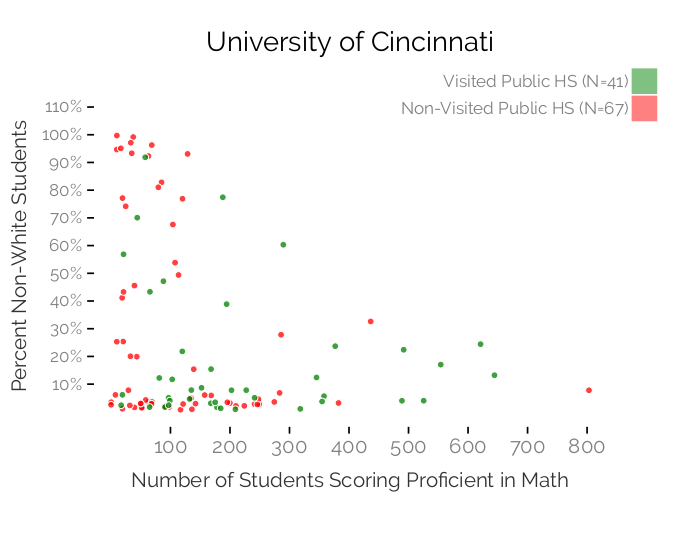 University of Cincinnati
Visited Public HS (N=41)
Non-Visited Public HS (N=67)
Percent Non-White Students
110%
100%
90%
80%
70%
60%
50%
40%
30%
20%
10%
100 200 300 400 500 600 700 800
Number of Students Scoring Proficient in Math